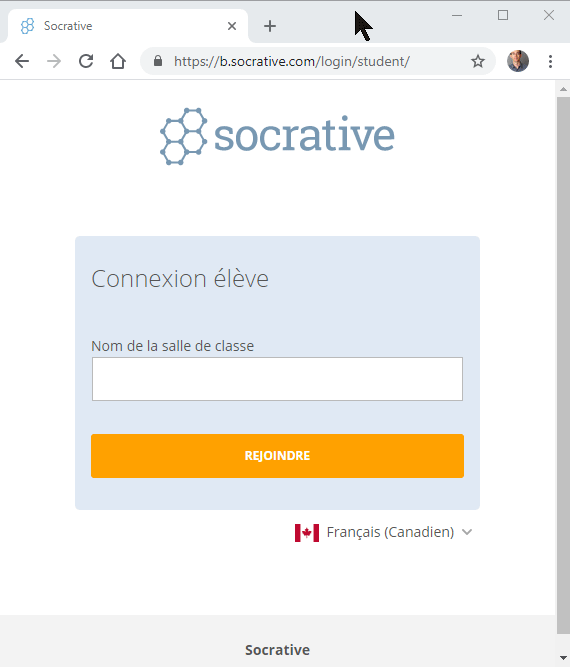 Socrative
https://b.socrative.com/login/student/
socrative
Connexion élève
Nom de la salle de classe
REJOINDRE
Français (Canadien)
Socrative